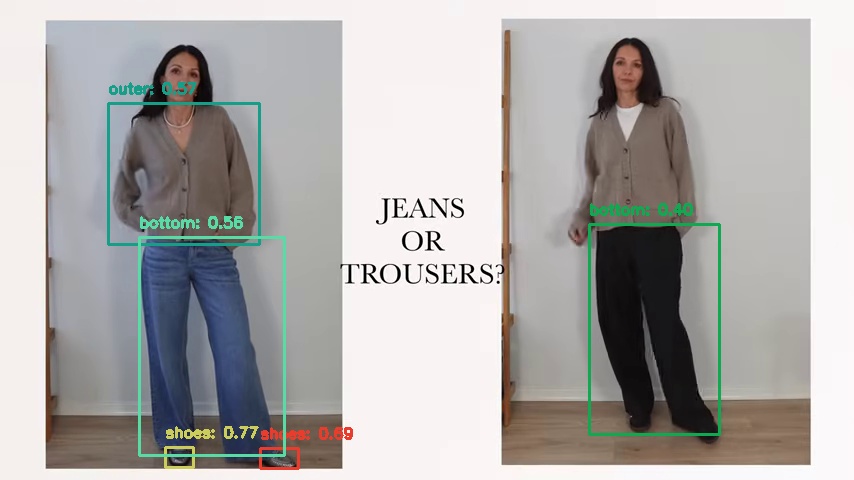 outer: 0.57
bottom: 0.56
shoes: 0.77
shoes: 0.69
JEANS
OR
TROUSERS?
bottom: 0.40